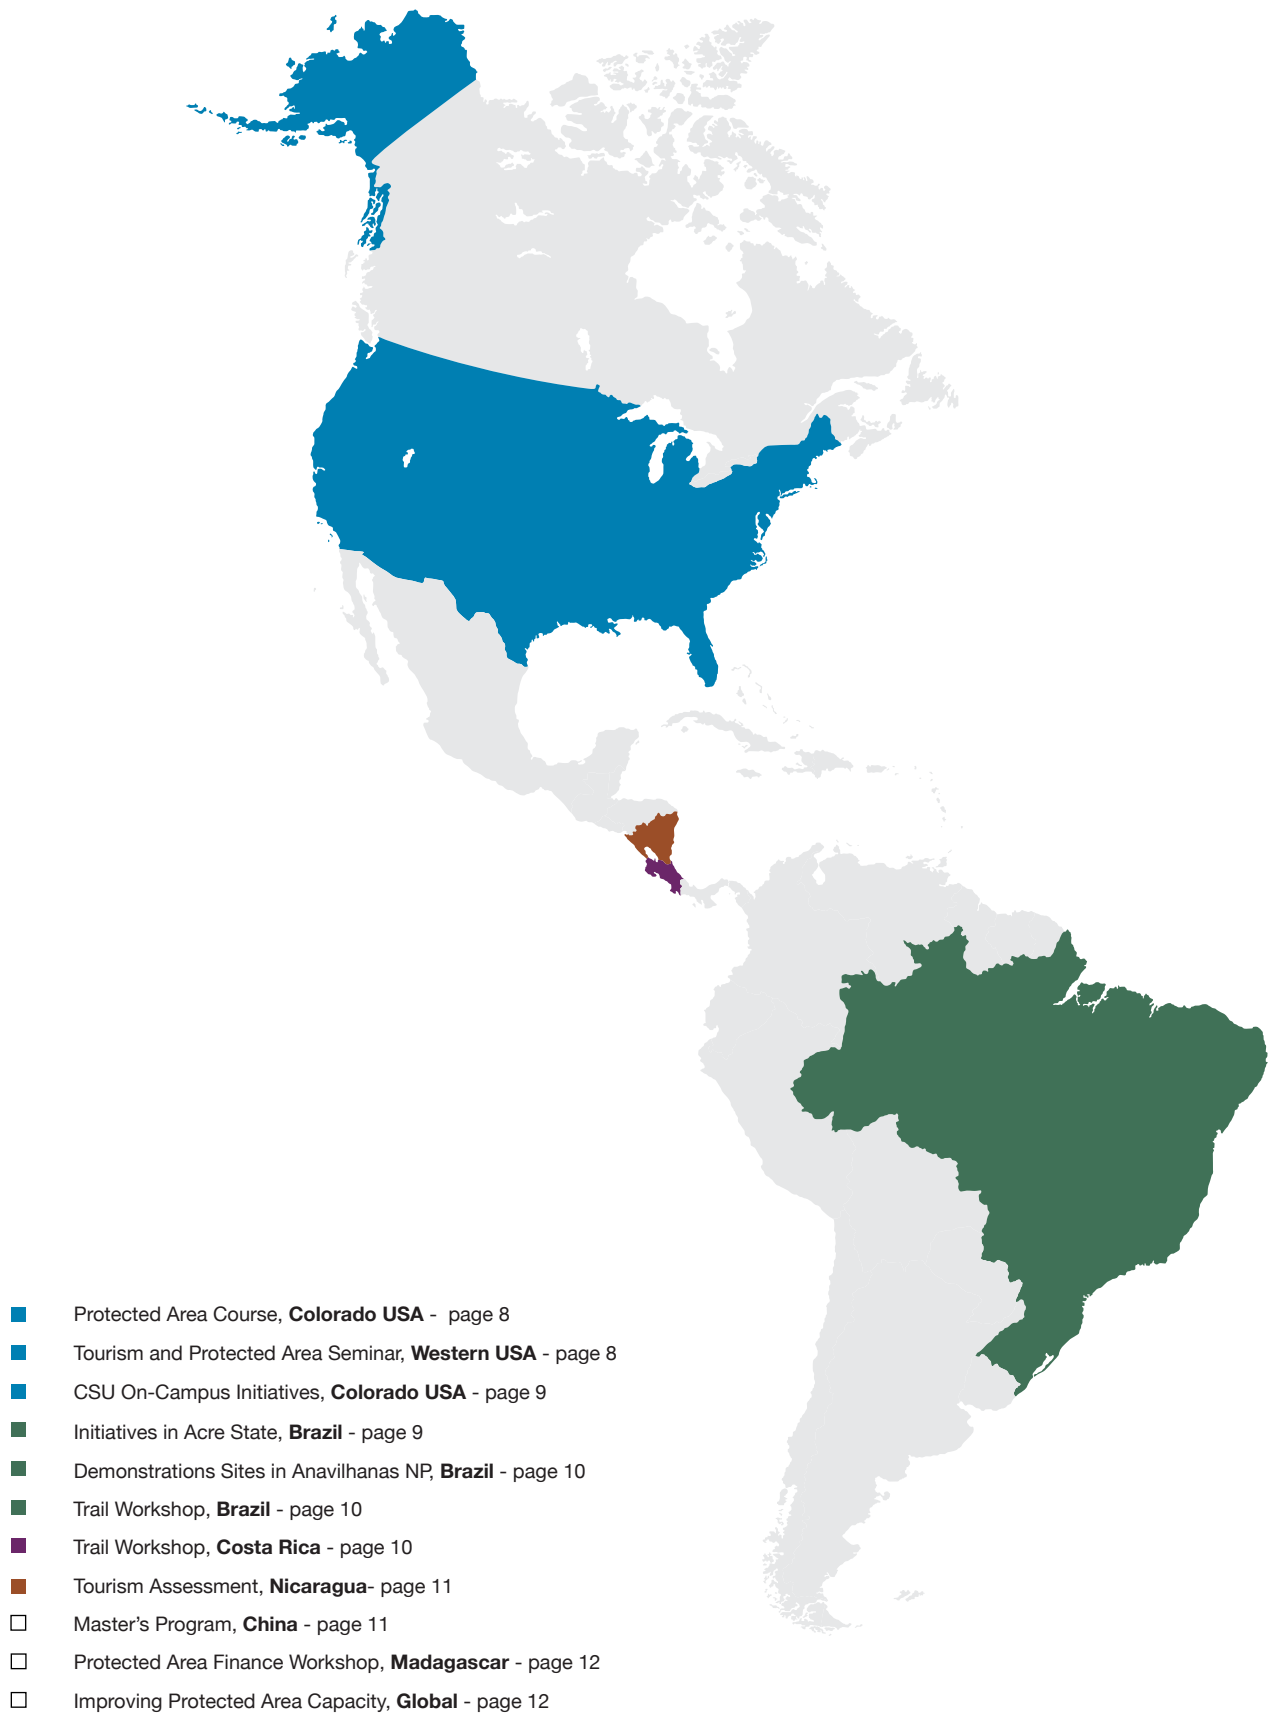 Protected Area Course, Colorado USA - page 8
Tourism and Protected Area Seminar, Western USA - page 8
CSU On-Campus Initiatives, Colorado USA - page 9
Initiatives in Acre State, Brazil - page 9
Demonstrations Sites in Anavilhanas NP, Brazil - page 10
Trail Workshop, Brazil - page 10
Trail Workshop, Costa Rica - page 10
Tourism Assessment, Nicaragua- page 11
Master’s Program, China - page 11
Protected Area Finance Workshop, Madagascar - page 12
Improving Protected Area Capacity, Global - page 12